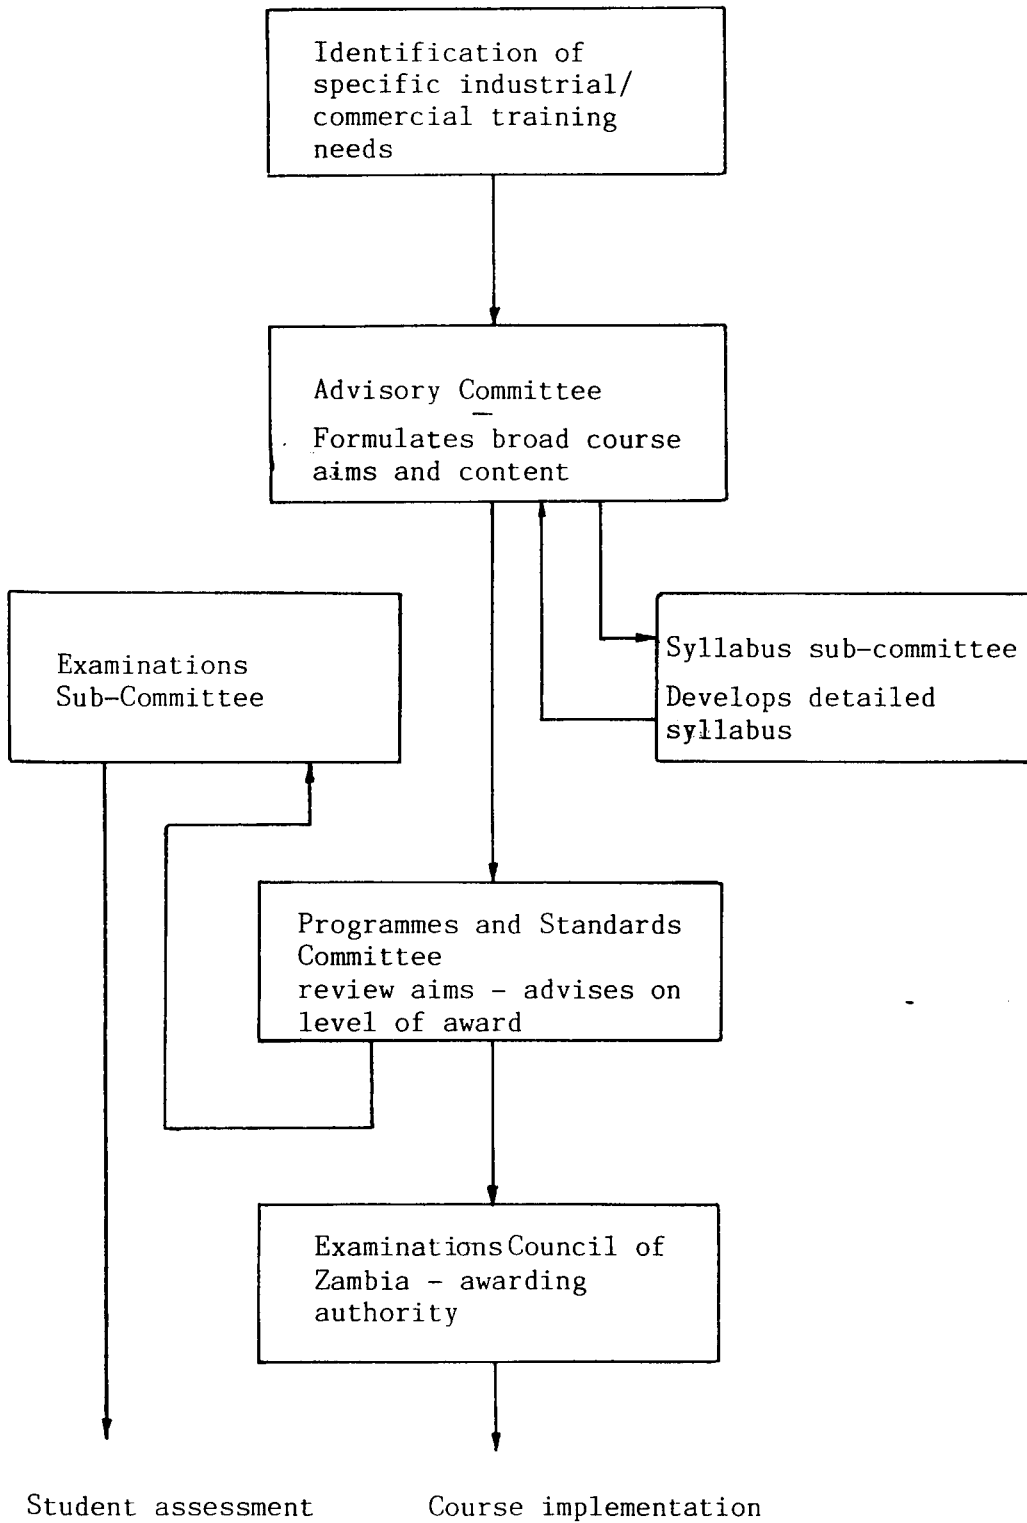 Identification of
specific industrial/
commercial training
needs
Advisory Committee
—
Formulates broad course
aims and content
Examinations
Sub-Committee
Syllabus sub-committee
Develops detailed
syllabus
Programmes and Standards
Committee
review aims - advises on
level of award
Examinations Council of
Zambia - awarding
authority
Student assessment
Course implementation